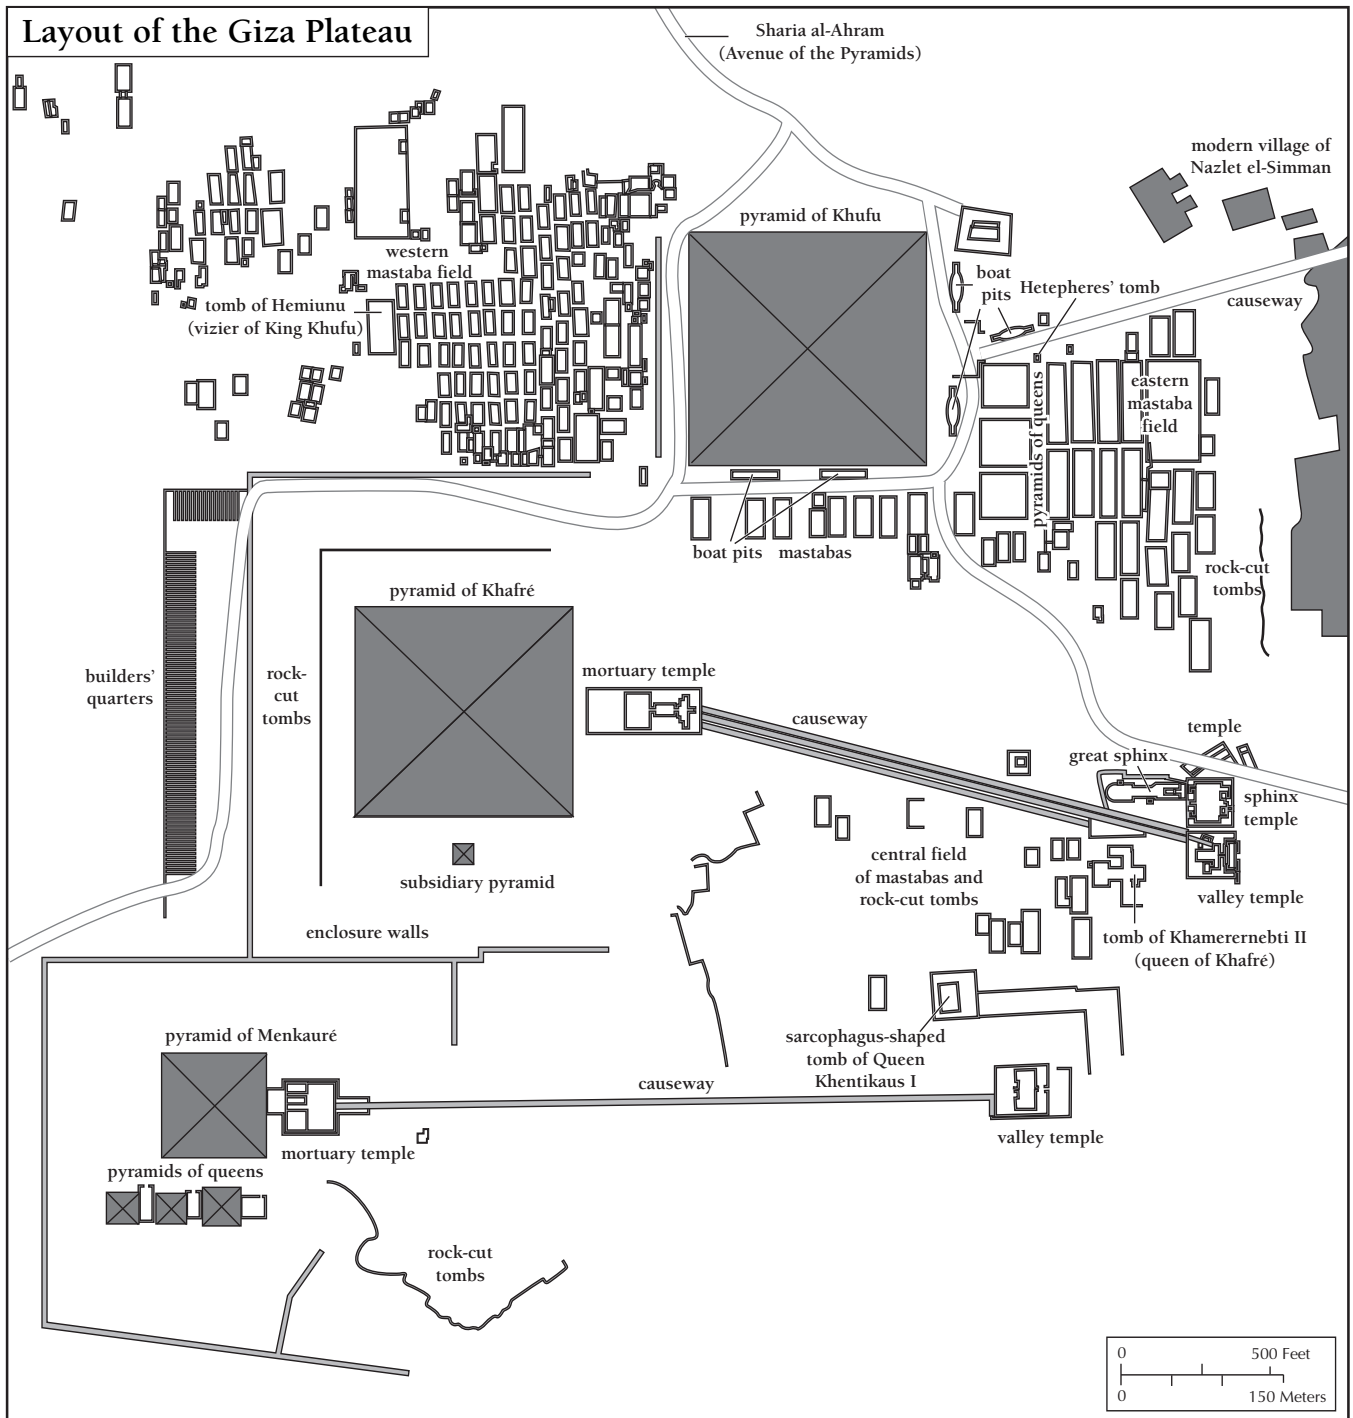 Layout of the Giza Plateau
Sharia al-Ahram
(Avenue of the Pyramids)
modern village of
Nazlet el-Simman
pyramid of Khufu
western
mastaba field
boat
pits
Hetepheres’ tomb
causeway
tomb of Hemiunu
(vizier of King Khufu)
pyramids of queens
eastern
mastaba
field
boat pits
mastabas
rock-cut
tombs
pyramid of Khafré
builders’
quarters
rock-
cut
tombs
mortuary temple
causeway
temple
great sphinx
sphinx
temple
central field
of mastabas and
rock-cut tombs
subsidiary pyramid
valley temple
enclosure walls
tomb of Khamerernebti II
(queen of Khafré)
pyramid of Menkauré
sarcophagus-shaped
tomb of Queen
Khentikaus I
causeway
valley temple
mortuary temple
pyramids of queens
rock-cut
tombs
0 500 Feet
0 150 Meters